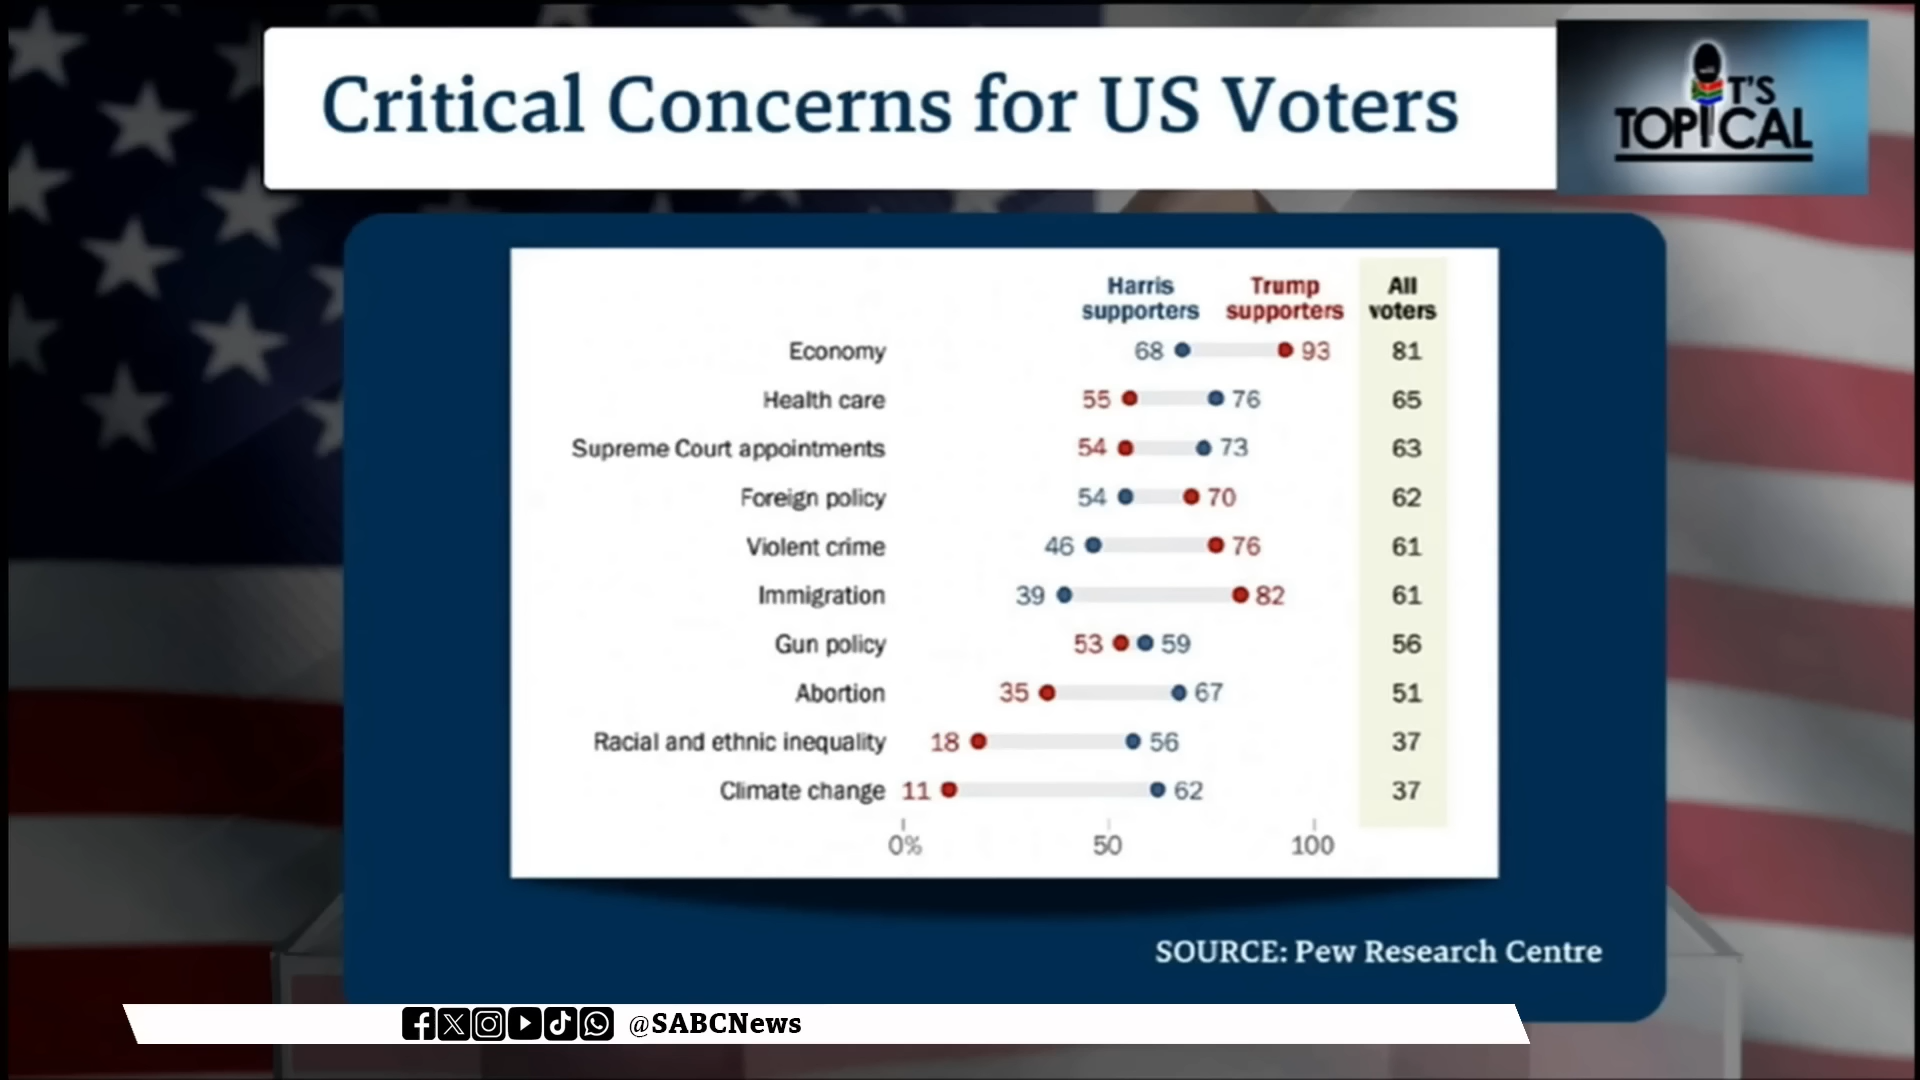 Critical Concerns for US Voters
IT'S
TOPICAL
Harris supporters Trump supporters All voters
Economy 68 93 81
Health care 55 76 65
Supreme Court appointments 54 73 63
Foreign policy 54 70 62
Violent crime 46 76 61
Immigration 39 82 61
Gun policy 53 59 56
Abortion 35 67 51
Racial and ethnic inequality 18 56 37
Climate change 11 62 37
0% 50 100
SOURCE: Pew Research Centre
@SABCNews